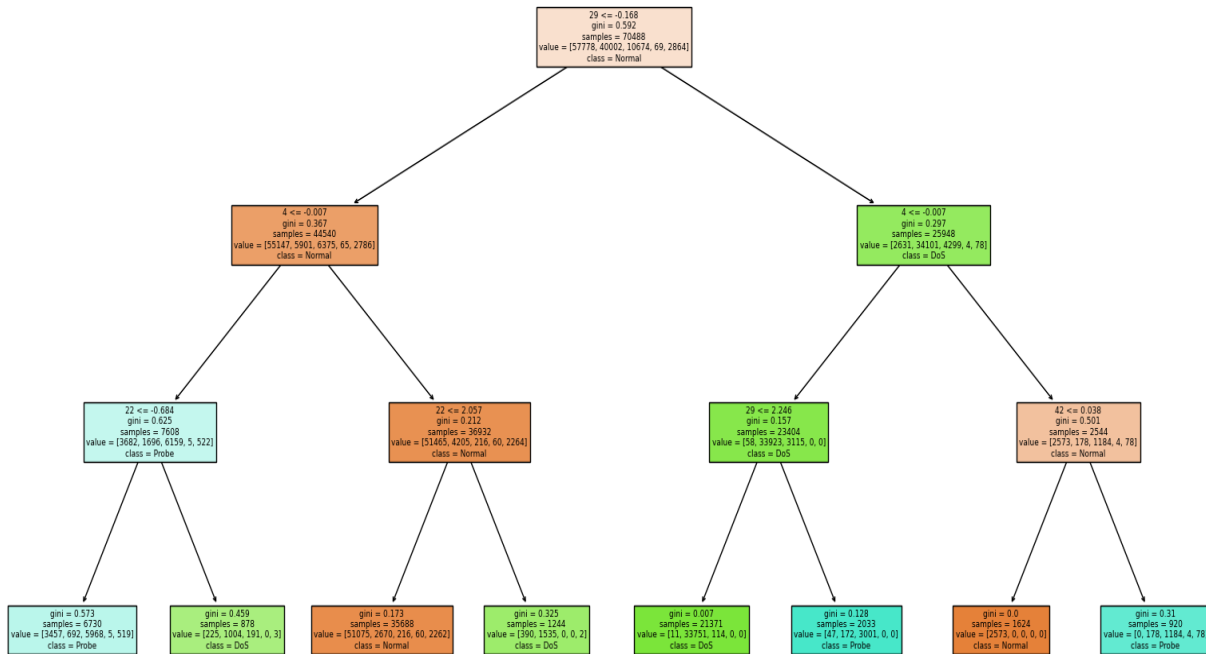 29 <= -0.168
gini = 0.592
samples = 70488
value = [57778, 40002, 10674, 69, 2864]
class = Normal
4 <= -0.007
gini = 0.367
samples = 44540
value = [55147, 5901, 6375, 65, 2786]
class = Normal
4 <= -0.007
gini = 0.297
samples = 25948
value = [2631, 34101, 4299, 4, 78]
class = DoS
22 <= -0.684
gini = 0.625
samples = 7608
value = [3682, 1696, 6159, 5, 522]
class = Probe
22 <= 2.057
gini = 0.212
samples = 36932
value = [51465, 4205, 216, 60, 2264]
class = Normal
29 <= 2.246
gini = 0.157
samples = 23404
value = [58, 33923, 3115, 0, 0]
class = DoS
42 <= 0.038
gini = 0.501
samples = 2544
value = [2573, 178, 1184, 4, 78]
class = Normal
gini = 0.573
samples = 6730
value = [3457, 692, 5968, 5, 519]
class = Probe
gini = 0.459
samples = 878
value = [225, 1004, 191, 0, 3]
class = DoS
gini = 0.173
samples = 35688
value = [51075, 2670, 216, 60, 2262]
class = Normal
gini = 0.325
samples = 1244
value = [390, 1535, 0, 0, 2]
class = DoS
gini = 0.007
samples = 21371
value = [11, 33751, 114, 0, 0]
class = DoS
gini = 0.128
samples = 2033
value = [47, 172, 3001, 0, 0]
class = Probe
gini = 0.0
samples = 1624
value = [2573, 0, 0, 0, 0]
class = Normal
gini = 0.31
samples = 920
value = [0, 178, 1184, 4, 78]
class = Probe